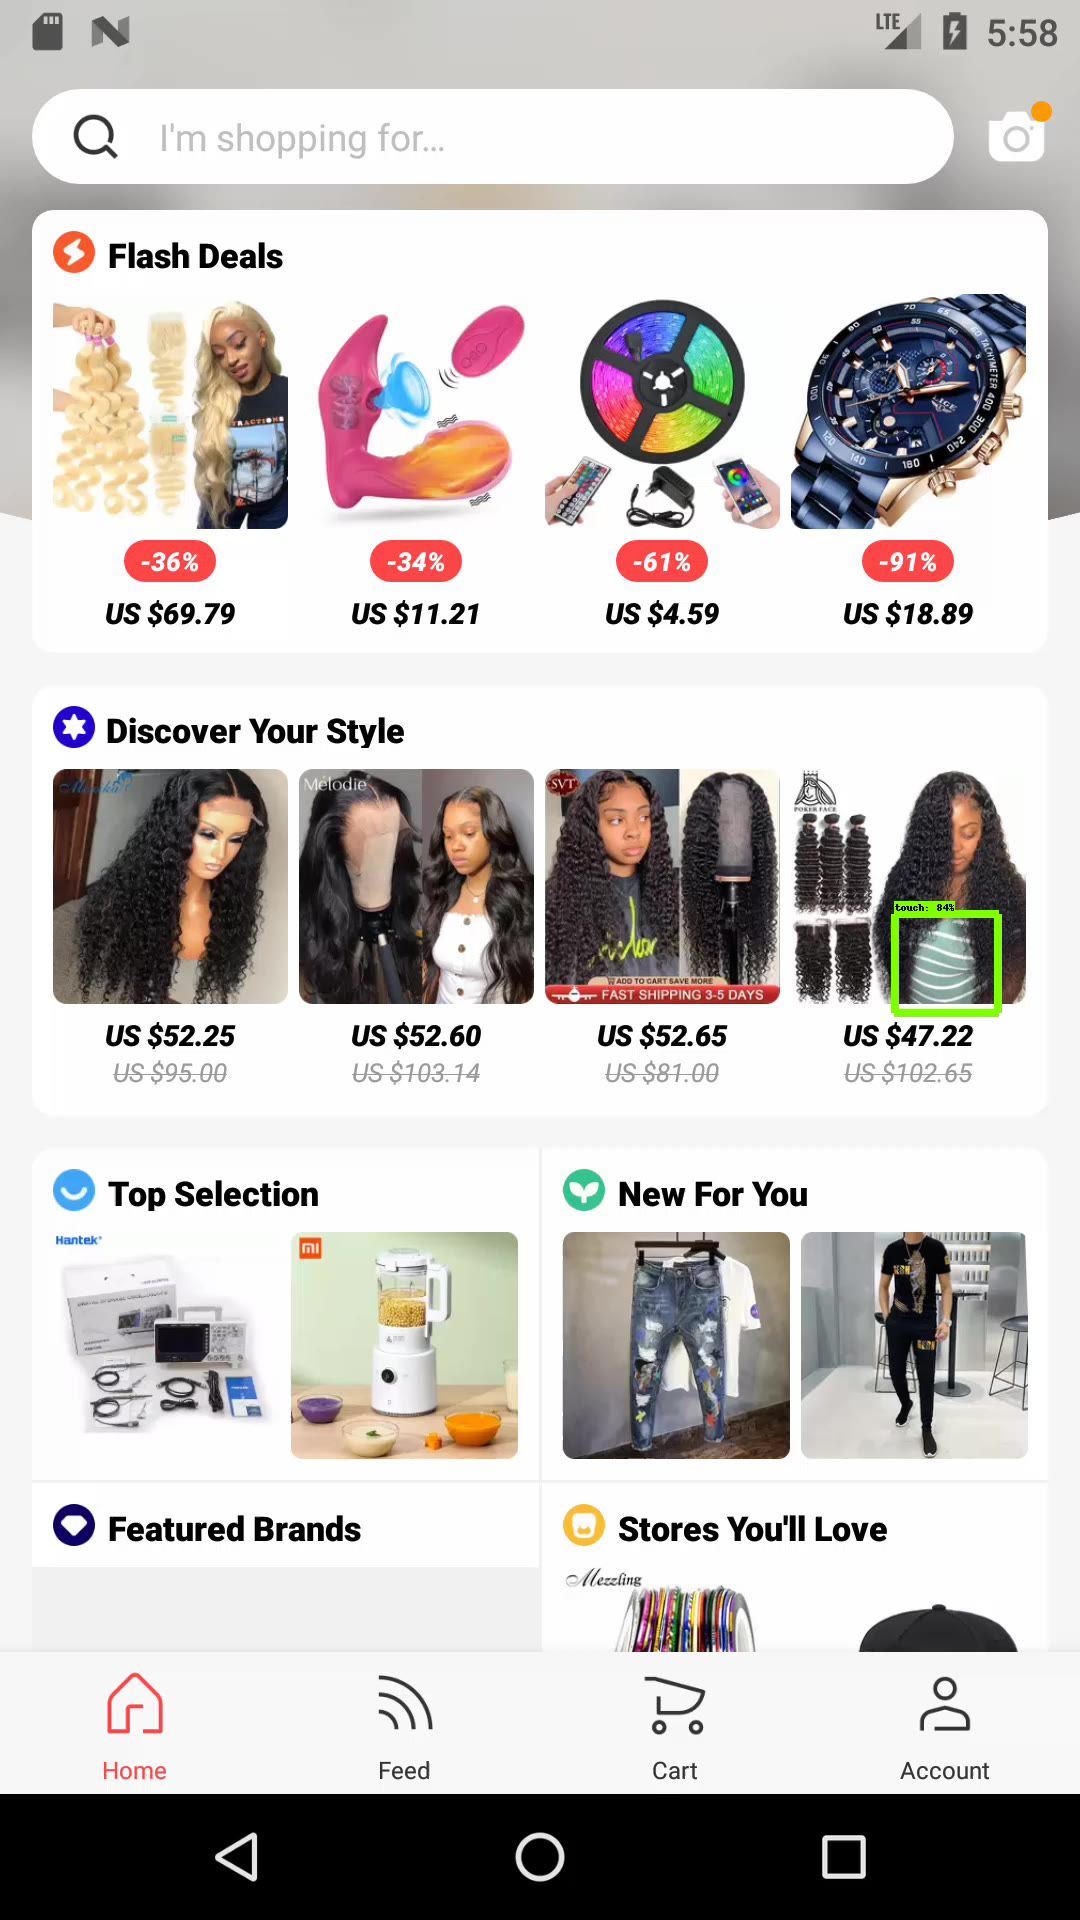 LTE 5:58
I'm shopping for...
Flash Deals
-36% -34% -61% -91%
US $69.79 US $11.21 US $4.59 US $18.89
Discover Your Style
Mélodie
SVT
POKER FACE
touch: 84%
ADD TO CART SAVE MORE
FAST SHIPPING 3-5 DAYS
US $52.25 US $52.60 US $52.65 US $47.22
US $95.00 US $103.14 US $81.00 US $102.65
Top Selection New For You
Hantek
mi
Featured Brands Stores You'll Love
Mezzling
Home Feed Cart Account